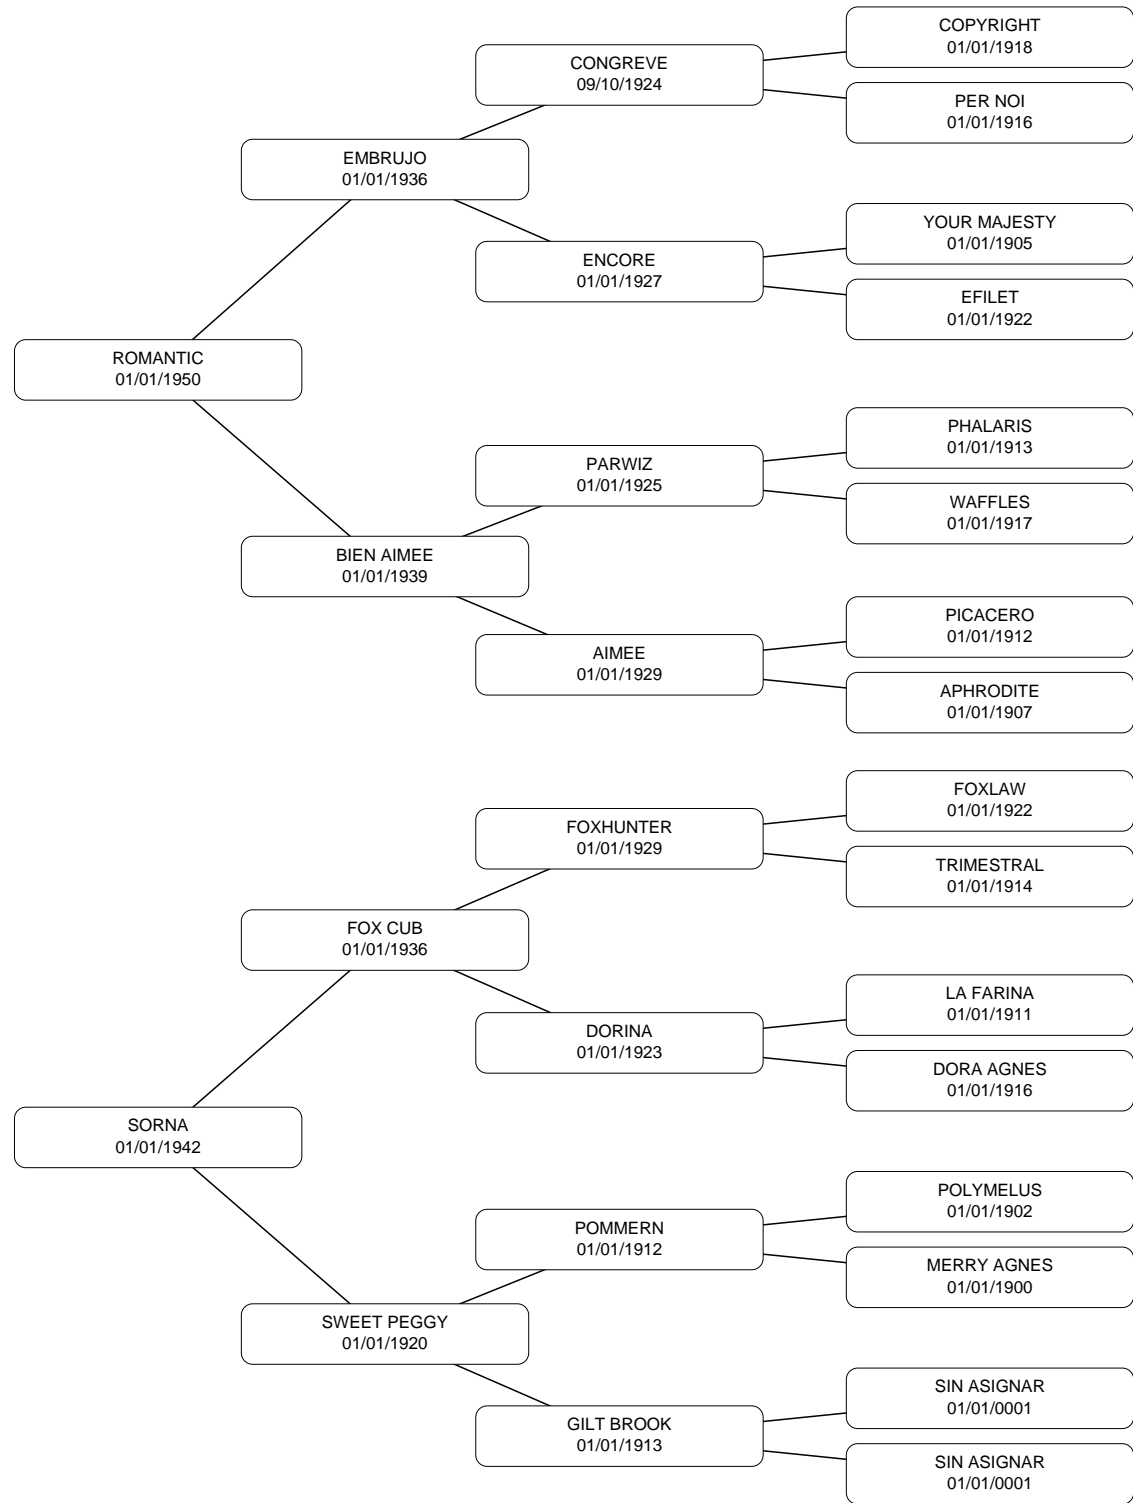 COPYRIGHT
01/01/1918
CONGREVE
09/10/1924
PER NOI
01/01/1916
EMBRUJO
01/01/1936
YOUR MAJESTY
01/01/1905
ENCORE
01/01/1927
EFILET
01/01/1922
ROMANTIC
01/01/1950
PHALARIS
01/01/1913
PARWIZ
01/01/1925
WAFFLES
01/01/1917
BIEN AIMEE
01/01/1939
PICACERO
01/01/1912
AIMEE
01/01/1929
APHRODITE
01/01/1907
FOXLAW
01/01/1922
FOXHUNTER
01/01/1929
TRIMESTRAL
01/01/1914
FOX CUB
01/01/1936
LA FARINA
01/01/1911
DORINA
01/01/1923
DORA AGNES
01/01/1916
SORNA
01/01/1942
POLYMELUS
01/01/1902
POMMERN
01/01/1912
MERRY AGNES
01/01/1900
SWEET PEGGY
01/01/1920
SIN ASIGNAR
01/01/0001
GILT BROOK
01/01/1913
SIN ASIGNAR
01/01/0001